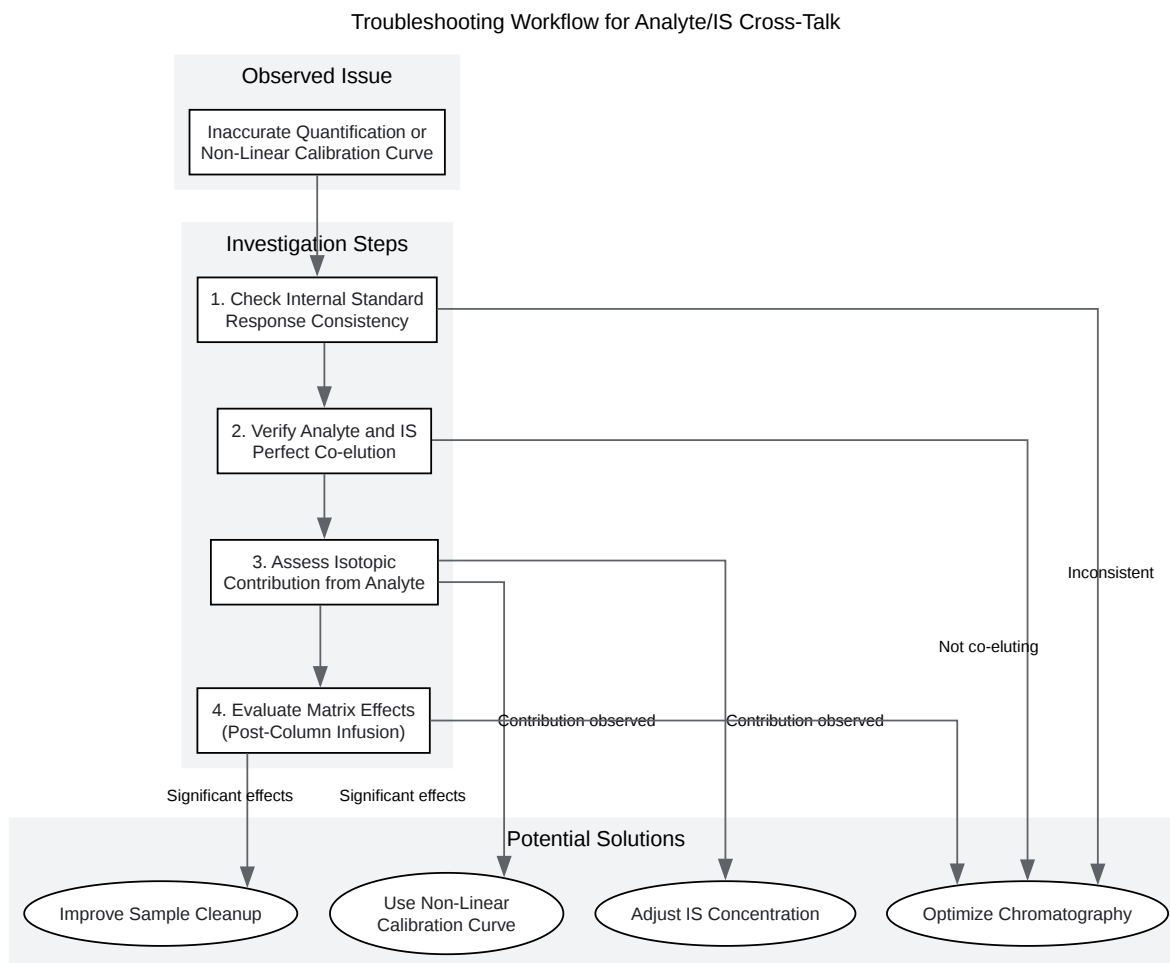 Troubleshooting Workflow for Analyte/IS Cross-Talk
Observed Issue
Inaccurate Quantification or
Non-Linear Calibration Curve
Investigation Steps
1. Check Internal Standard
Response Consistency
2. Verify Analyte and IS
Perfect Co-elution
3. Assess Isotopic
Contribution from Analyte
Inconsistent
Not co-eluting
4. Evaluate Matrix Effects
(Post-Column Infusion)
Contribution observed
Contribution observed
Significant effects
Significant effects
Potential Solutions
Improve Sample Cleanup
Use Non-Linear
Calibration Curve
Adjust IS Concentration
Optimize Chromatography